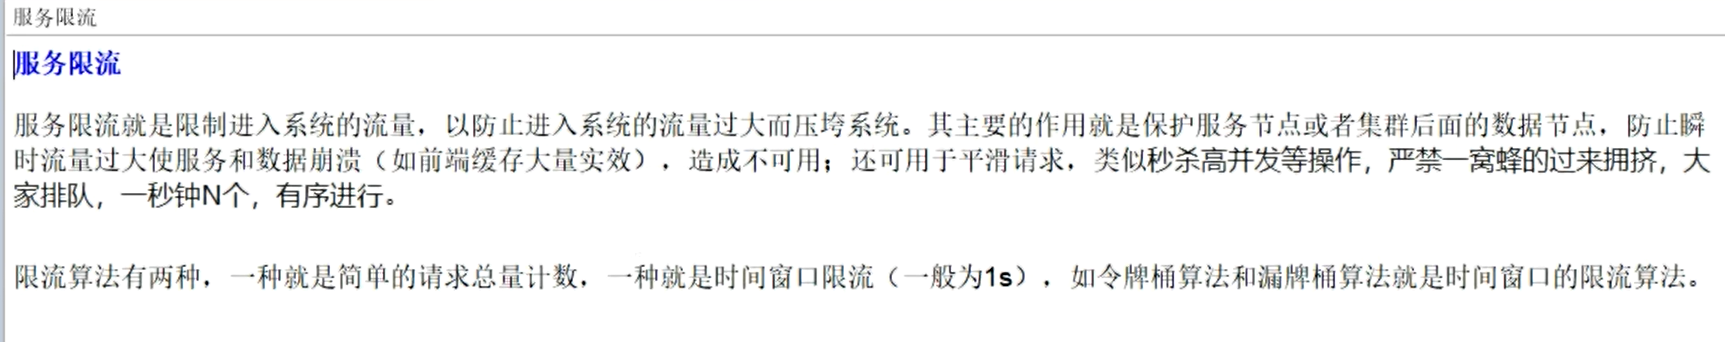 服务限流
服务限流
服务限流就是限制进入系统的流量，以防止进入系统的流量过大而压垮系统。其主要的作用就是保护服务节点或者集群后面的数据节点，防止瞬
时流量过大使服务和数据崩溃（如前端缓存大量实效），造成不可用；还可用于平滑请求，类似秒杀高并发等操作，严禁一窝蜂的过来拥挤，大
家排队，一秒钟N个，有序进行。
限流算法有两种，一种就是简单的请求总量计数，一种就是时间窗口限流（一般为1s），如令牌桶算法和漏牌桶算法就是时间窗口的限流算法。